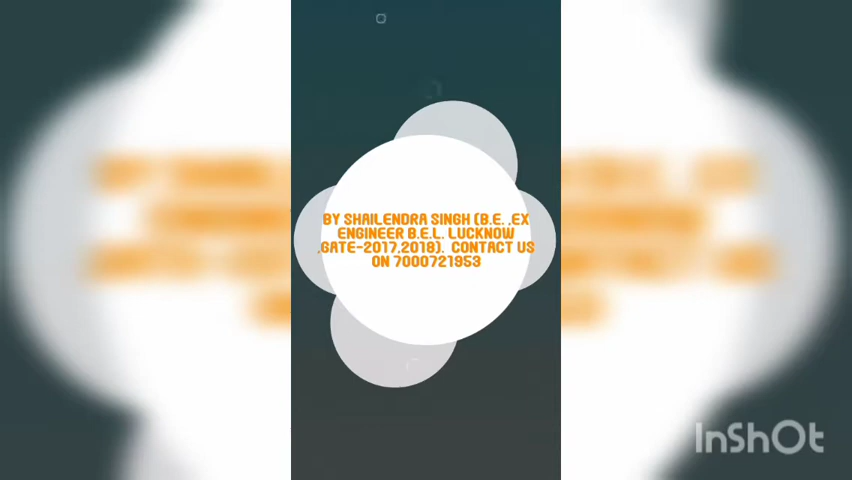 BY SHAILENDRA SINGH (B.E. ,EX
ENGINEER B.E.L. LUCKNOW
,GATE-2017,2018). CONTACT US
ON 7000721953
InShOt